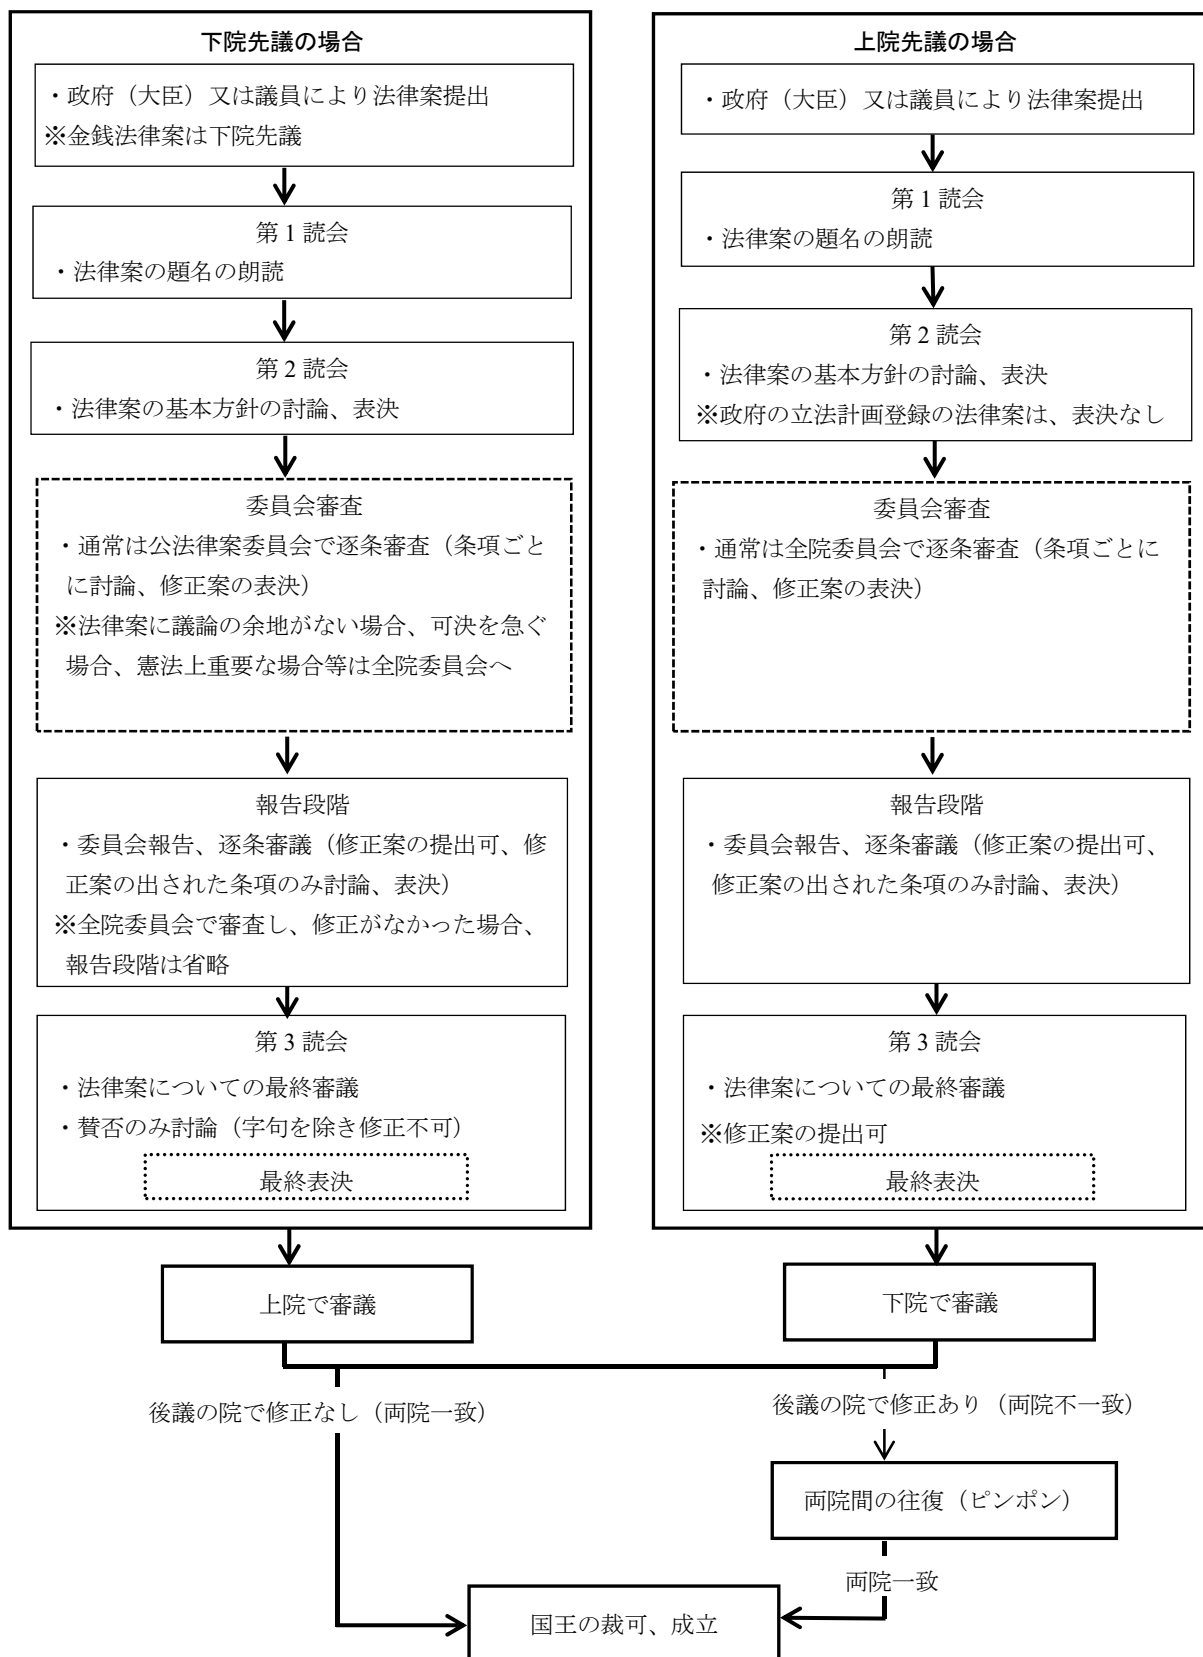 下院先議の場合
・政府（大臣）又は議員により法律案提出
※金銭法律案は下院先議
第 1 読会
・法律案の題名の朗読
第 2 読会
・法律案の基本方針の討論、表決
委員会審査
・通常は公法律案委員会で逐条審査（条項ごと
に討論、修正案の表決）
※法律案に議論の余地がない場合、可決を急ぐ
場合、憲法上重要な場合等は全院委員会へ
報告段階
・委員会報告、逐条審議（修正案の提出可、修
正案の出された条項のみ討論、表決）
※全院委員会で審査し、修正がなかった場合、
報告段階は省略
第 3 読会
・法律案についての最終審議
・賛否のみ討論（字句を除き修正不可）
最終表決
上院で審議
上院先議の場合
・政府（大臣）又は議員により法律案提出
第 1 読会
・法律案の題名の朗読
第 2 読会
・法律案の基本方針の討論、表決
※政府の立法計画登録の法律案は、表決なし
委員会審査
・通常は全院委員会で逐条審査（条項ごとに
討論、修正案の表決）
報告段階
・委員会報告、逐条審議（修正案の提出可、
修正案の出された条項のみ討論、表決）
第 3 読会
・法律案についての最終審議
※修正案の提出可
最終表決
下院で審議
後議の院で修正なし（両院一致）
後議の院で修正あり（両院不一致）
両院間の往復（ピンポン）
両院一致
国王の裁可、成立